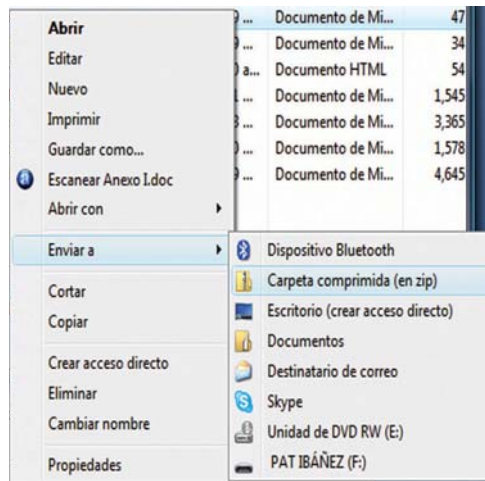 Abrir
Editar
Nuevo
Imprimir
Guardar como...
Escanear Anexo I.doc
Abrir con
Enviar a
Cortar
Copiar
Crear acceso directo
Eliminar
Cambiar nombre
Propiedades
... Documento de Mi... 47
... Documento de Mi... 34
a... Documento HTML 54
... Documento de Mi... 1,545
... Documento de Mi... 3,365
... Documento de Mi... 1,578
... Documento de Mi... 4,645
Dispositivo Bluetooth
Carpeta comprimida (en zip)
Escritorio (crear acceso directo)
Documentos
Destinatario de correo
Skype
Unidad de DVD RW (E:)
PAT IBÁÑEZ (F:)